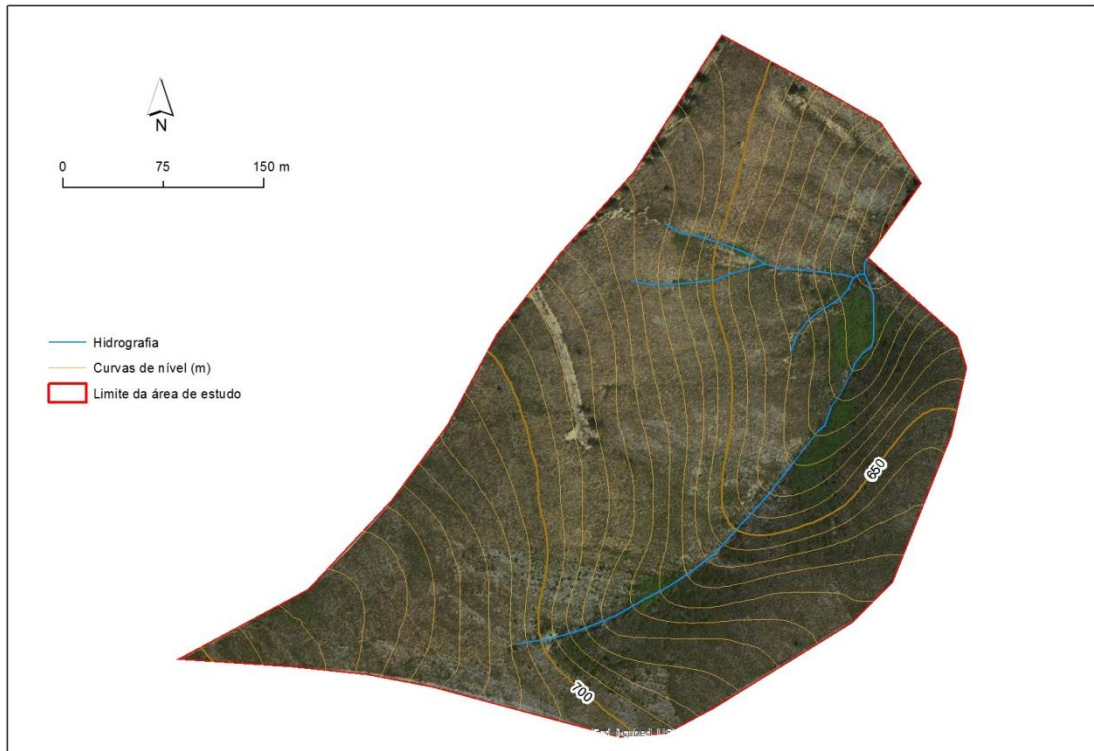 N
0 75 150 m
Hidrografia
Curvas de nível (m)
Limite da área de estudo
650
700